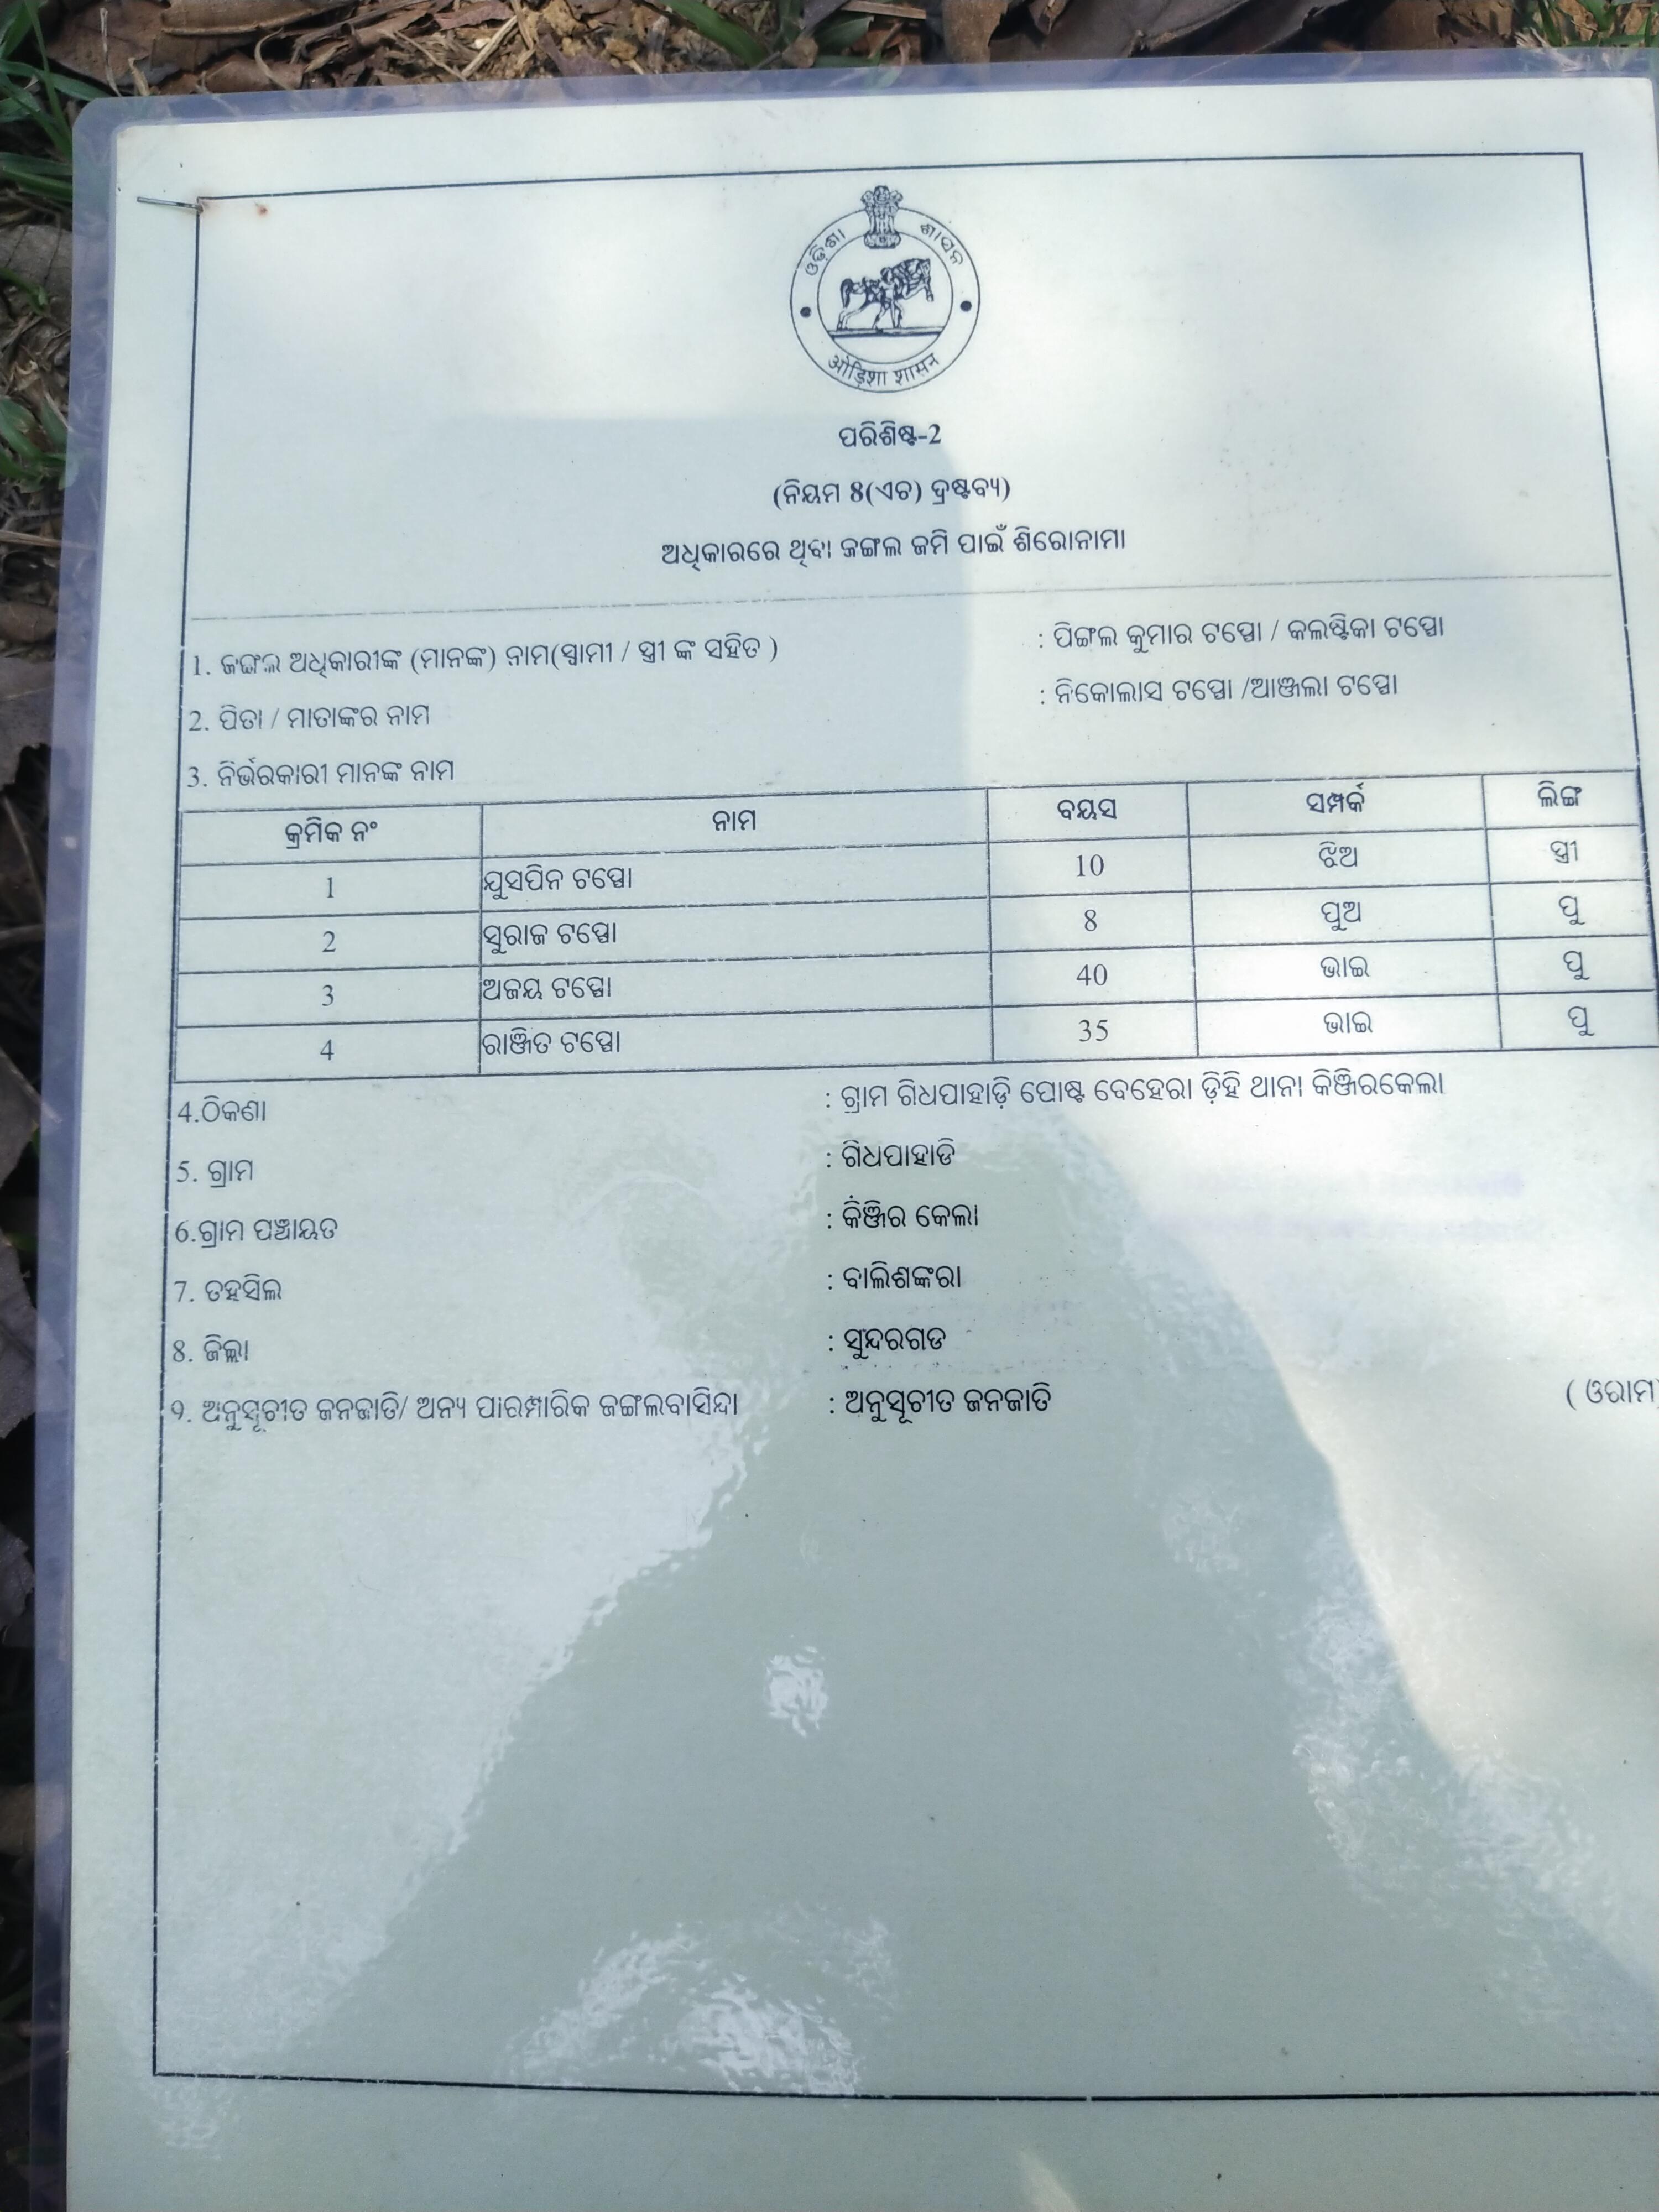 ଓଡ଼ିଶା ଶାସନ
ओड़िशा शासन
ପରିଶିଷ୍ଟ-2
(ନିୟମ 8(ଏଚ) ଦ୍ରଷ୍ଟବ୍ୟ)
ଅଧିକାରରେ ଥିବା ଜଙ୍ଗଲ ଜମି ପାଇଁ ଶିରୋନାମା
1. ଜଙ୍ଗଲ ଅଧିକାରୀଙ୍କ (ମାନଙ୍କ) ନାମ(ସ୍ଵାମୀ / ସ୍ତ୍ରୀ ଙ୍କ ସହିତ ) : ପିଙ୍ଗଲ କୁମାର ଟପ୍ପୋ / କଲଷ୍ଟିକା ଟପ୍ପୋ
2. ପିତା / ମାତାଙ୍କର ନାମ : ନିକୋଲାସ ଟପ୍ପୋ /ଆଞ୍ଜଲା ଟପ୍ପୋ
3. ନିର୍ଭରକାରୀ ମାନଙ୍କ ନାମ
କ୍ରମିକ ନଂ ନାମ ବୟସ ସମ୍ପର୍କ ଲିଙ୍ଗ
1 ଯୁସପିନ ଟପ୍ପୋ 10 ଝିଅ ସ୍ତ୍ରୀ
2 ସୁରାଜ ଟପ୍ପୋ 8 ପୁଅ ପୁ
3 ଅଜୟ ଟପ୍ପୋ 40 ଭାଇ ପୁ
4 ରାଞ୍ଜିତ ଟପ୍ପୋ 35 ଭାଇ ପୁ
4.ଠିକଣା : ଗ୍ରାମ ଗିଧପାହାଡ଼ି ପୋଷ୍ଟ ବେହେରା ଡ଼ିହି ଥାନା କିଞ୍ଜିରକେଲା
5. ଗ୍ରାମ : ଗିଧପାହାଡି
6.ଗ୍ରାମ ପଞ୍ଚାୟତ : କିଞ୍ଜିର କେଲା
7. ତହସିଲ : ବାଲିଶଙ୍କରା
8. ଜିଲ୍ଲା : ସୁନ୍ଦରଗଡ
9. ଅନୁସୂଚୀତ ଜନଜାତି/ ଅନ୍ୟ ପାରମ୍ପାରିକ ଜଙ୍ଗଲବାସିନ୍ଦା : ଅନୁସୂଚୀତ ଜନଜାତି ( ଓରାମ)